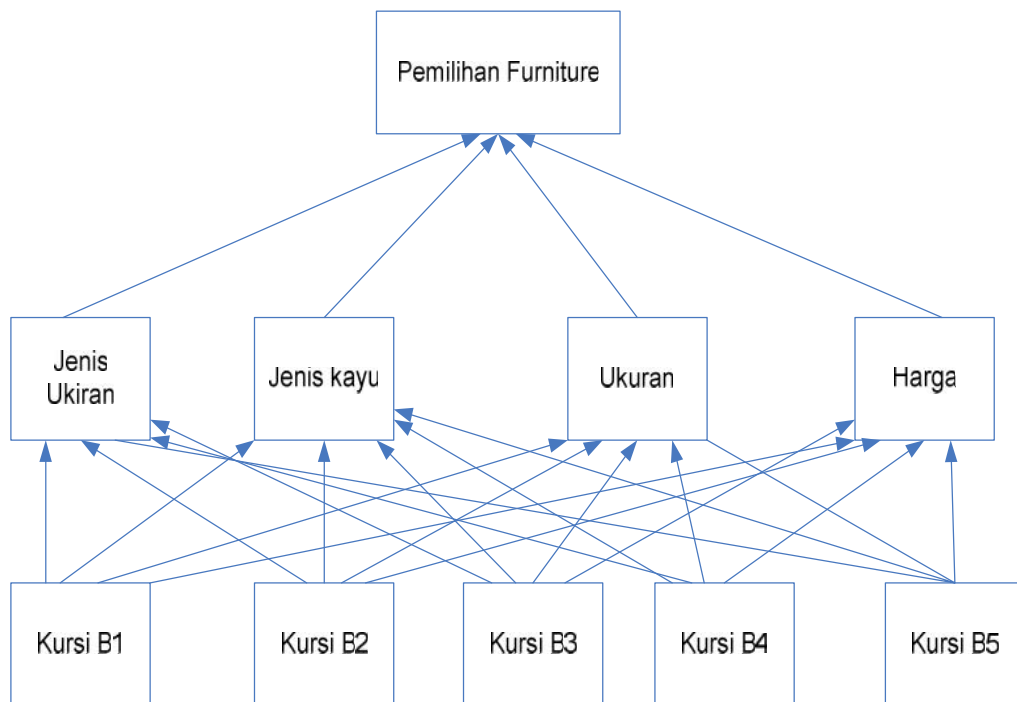 Pemilihan Furniture
Jenis
Ukiran
Jenis kayu
Ukuran
Harga
Kursi B1
Kursi B2
Kursi B3
Kursi B4
Kursi B5